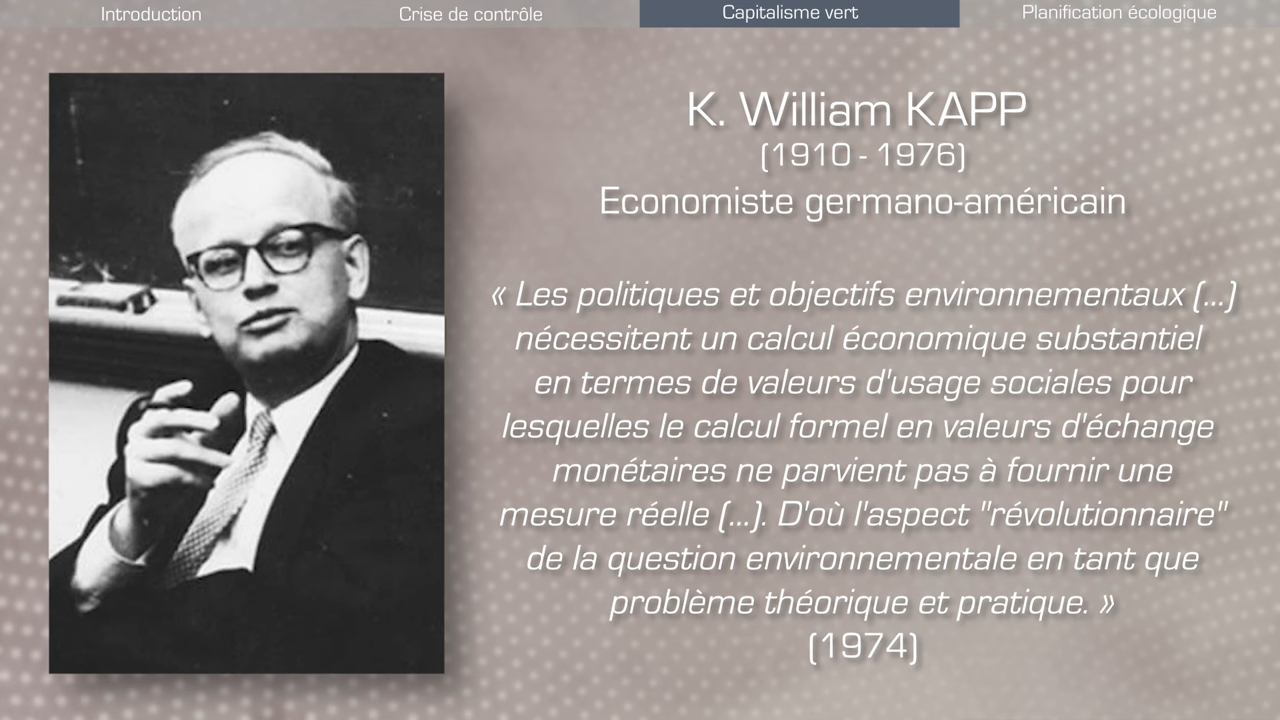 Introduction
Crise de contrôle
Capitalisme vert
Planification écologique
K. William KAPP
(1910 - 1976)
Economiste germano-américain
« Les politiques et objectifs environnementaux (...)
nécessitent un calcul économique substantiel
en termes de valeurs d'usage sociales pour
lesquelles le calcul formel en valeurs d'échange
monétaires ne parvient pas à fournir une
mesure réelle (...). D'où l'aspect "révolutionnaire"
de la question environnementale en tant que
problème théorique et pratique. »
(1974)